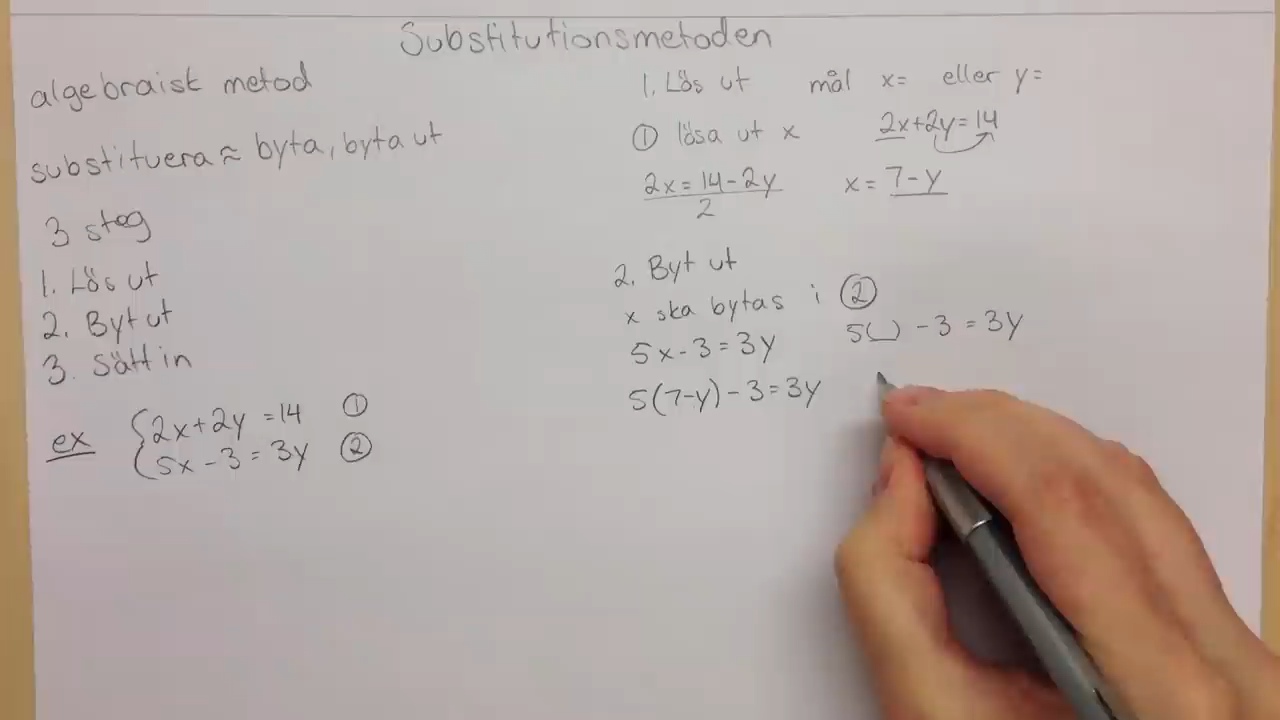 Substitutionsmetoden
algebraisk metod
substituera ≈ byta, byta ut
3 steg
1. Lös ut
2. Byt ut
3. Sätt in
ex { 2x+2y = 14 ①
5x - 3 = 3y ②
1. Lös ut mål x= eller y=
① lösa ut x 2x+2y=14
2x = 14 - 2y x = 7 - y
2
2. Byt ut
x ska bytas i ②
5x - 3 = 3y 5( ) - 3 = 3y
5(7-y) - 3 = 3y